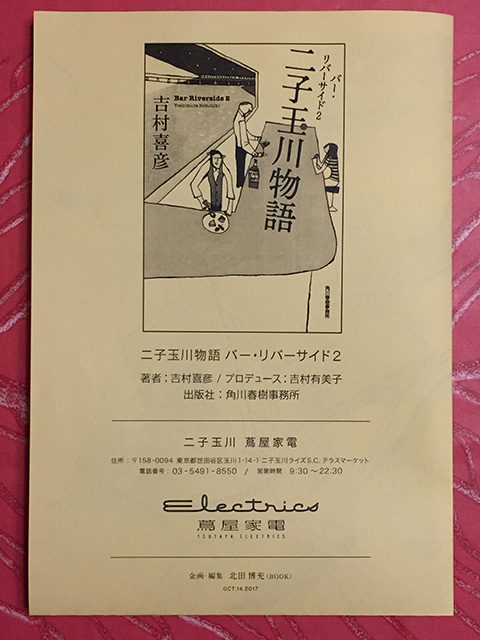 バー・
リバーサイド2
二子玉川物語
Bar Riverside 2
Yoshimura Nobuhiko
吉村喜彦
角川春樹事務所
二子玉川物語 バー・リバーサイド2
著者：吉村喜彦 / プロデュース：吉村有美子
出版社：角川春樹事務所
二子玉川 蔦屋家電
住所：〒158-0094 東京都世田谷区玉川1-14-1 二子玉川ライズS.C. テラスマーケット
電話番号：03-5491-8550 / 営業時間 9:30〜22:30
Electrics
蔦屋家電
TSUTAYA ELECTRICS
企画・編集 北田博充（BOOK）
OCT.14 2017